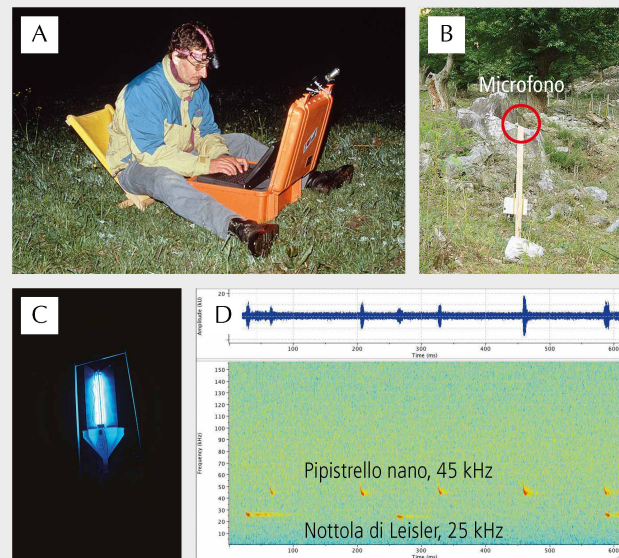 A
B
Microfono
C
D
20
Amplitude (kU)
100
200
300
400
500
600
Time (ms)
150
140
130
120
110
100
90
80
70
60
50
40
30
20
10
Frequency (kHz)
Pipistrello nano, 45 kHz
Nottola di Leisler, 25 kHz
100
200
300
400
500
600
Time (ms)